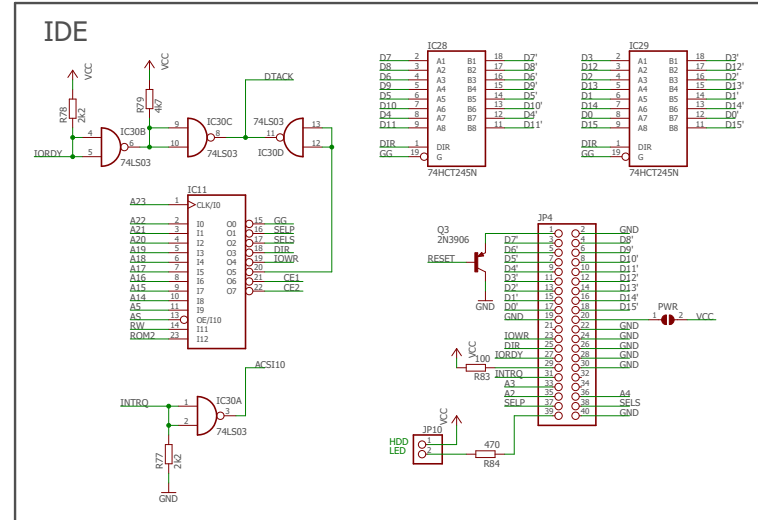 IDE
VCC
R78
2k2
IORDY
4
5
IC30B
6
74LS03
VCC
R79
4k7
9
10
IC30C
8
74LS03
DTACK
74LS03
11
IC30D
13
12
IC11
A23 1 CLK/I0
A22 2 I0 O0 15 GG
A21 3 I1 O1 16 SELP
A20 4 I2 O2 17 SELS
A19 5 I3 O3 18 DIR
A18 6 I4 O4 19 IOWR
A17 7 I5 O5 20
A16 8 I6 O6 21 CE1
A15 9 I7 O7 22 CE2
A14 10 I8
A5 11 I9
AS 13 OE/I10
RW 14 I11
ROM2 23 I12
INTRQ
1
2
IC30A
3
74LS03
ACSI10
R77
2k2
GND
IC28
D7 2 A1 B1 18 D7'
D8 3 A2 B2 17 D8'
D6 4 A3 B3 16 D6'
D9 5 A4 B4 15 D9'
D5 6 A5 B5 14 D5'
D10 7 A6 B6 13 D10'
D4 8 A7 B7 12 D4'
D11 9 A8 B8 11 D11'
DIR 1 DIR
GG 19 G
74HCT245N
IC29
D3 2 A1 B1 18 D3'
D12 3 A2 B2 17 D12'
D2 4 A3 B3 16 D2'
D13 5 A4 B4 15 D13'
D1 6 A5 B5 14 D1'
D14 7 A6 B6 13 D14'
D0 8 A7 B7 12 D0'
D15 9 A8 B8 11 D15'
DIR 1 DIR
GG 19 G
74HCT245N
Q3
2N3906
RESET
GND
JP4
1 2 GND
D7' 3 4 D8'
D6' 5 6 D9'
D5' 7 8 D10'
D4' 9 10 D11'
D3' 11 12 D12'
D2' 13 14 D13'
D1' 15 16 D14'
D0' 17 18 D15'
GND 19 20
21 22 GND
IOWR 23 24 GND
DIR 25 26 GND
IORDY 27 28 GND
29 30 GND
INTRQ 31 32
A3 33 34
A2 35 36 A4
SELP 37 38 SELS
39 40 GND
PWR
1 2 VCC
VCC
100
R83
JP10
VCC
HDD 1
LED 2
470
R84